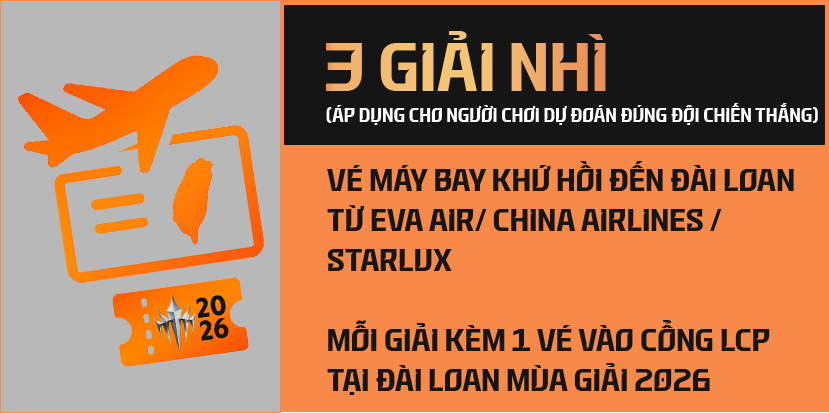 3 GIẢI NHÌ
(ÁP DỤNG CHO NGƯỜI CHƠI DỰ ĐOÁN ĐÚNG ĐỘI CHIẾN THẮNG)
VÉ MÁY BAY KHỨ HỒI ĐẾN ĐÀI LOAN
TỪ EVA AIR/ CHINA AIRLINES /
STARLUX
MỖI GIẢI KÈM 1 VÉ VÀO CỔNG LCP
TẠI ĐÀI LOAN MÙA GIẢI 2026
20
26